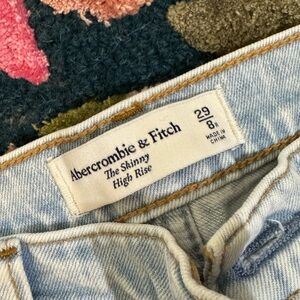 Abercrombie & Fitch
The Skinny
High Rise
29
8R
MADE IN
CHINA